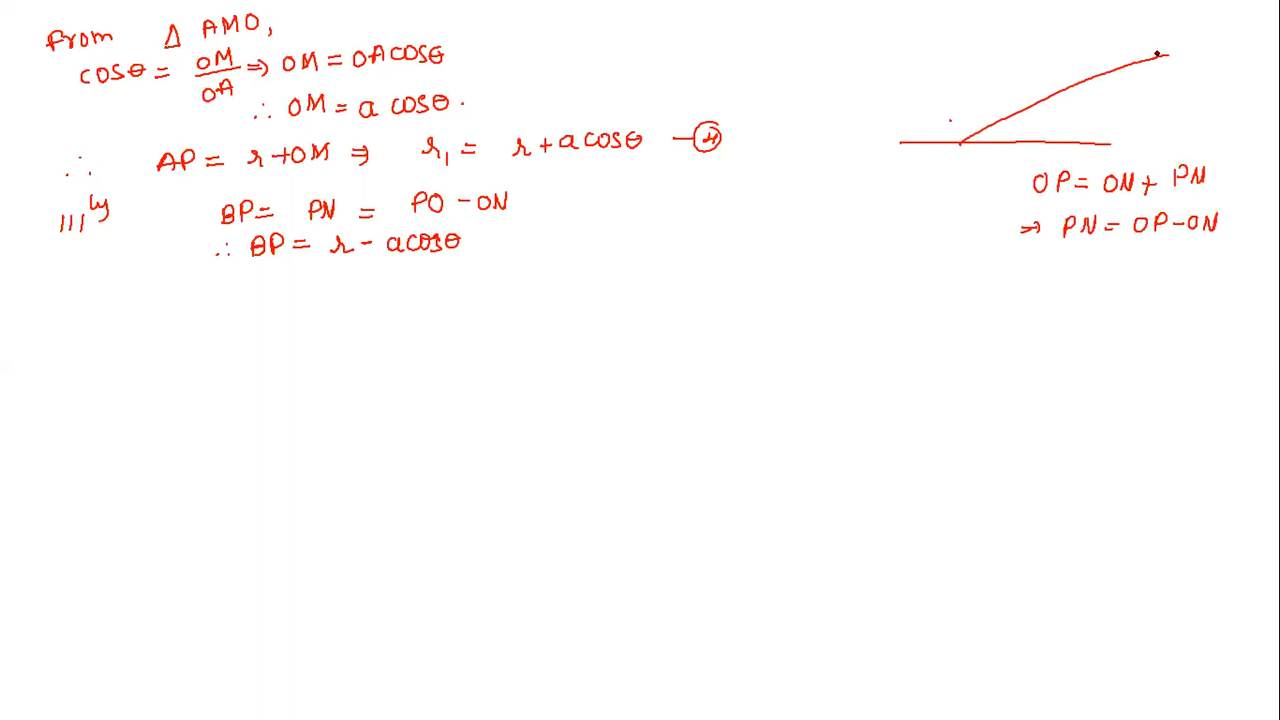 from Δ AMO,
cosθ = OM/OA ⇒ OM = OA cosθ
∴ OM = a cosθ.
∴ AP = r + OM ⇒ r₁ = r + a cosθ —④
|||ly BP = PN = PO - ON
∴ BP = r - a cosθ
OP = ON + PN
⇒ PN = OP - ON